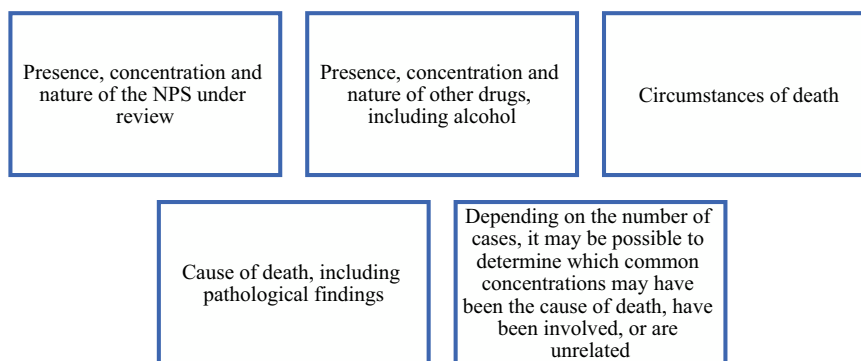 Presence, concentration and
nature of the NPS under
review
Presence, concentration and
nature of other drugs,
including alcohol
Circumstances of death
Cause of death, including
pathological findings
Depending on the number of
cases, it may be possible to
determine which common
concentrations may have
been the cause of death, have
been involved, or are
unrelated